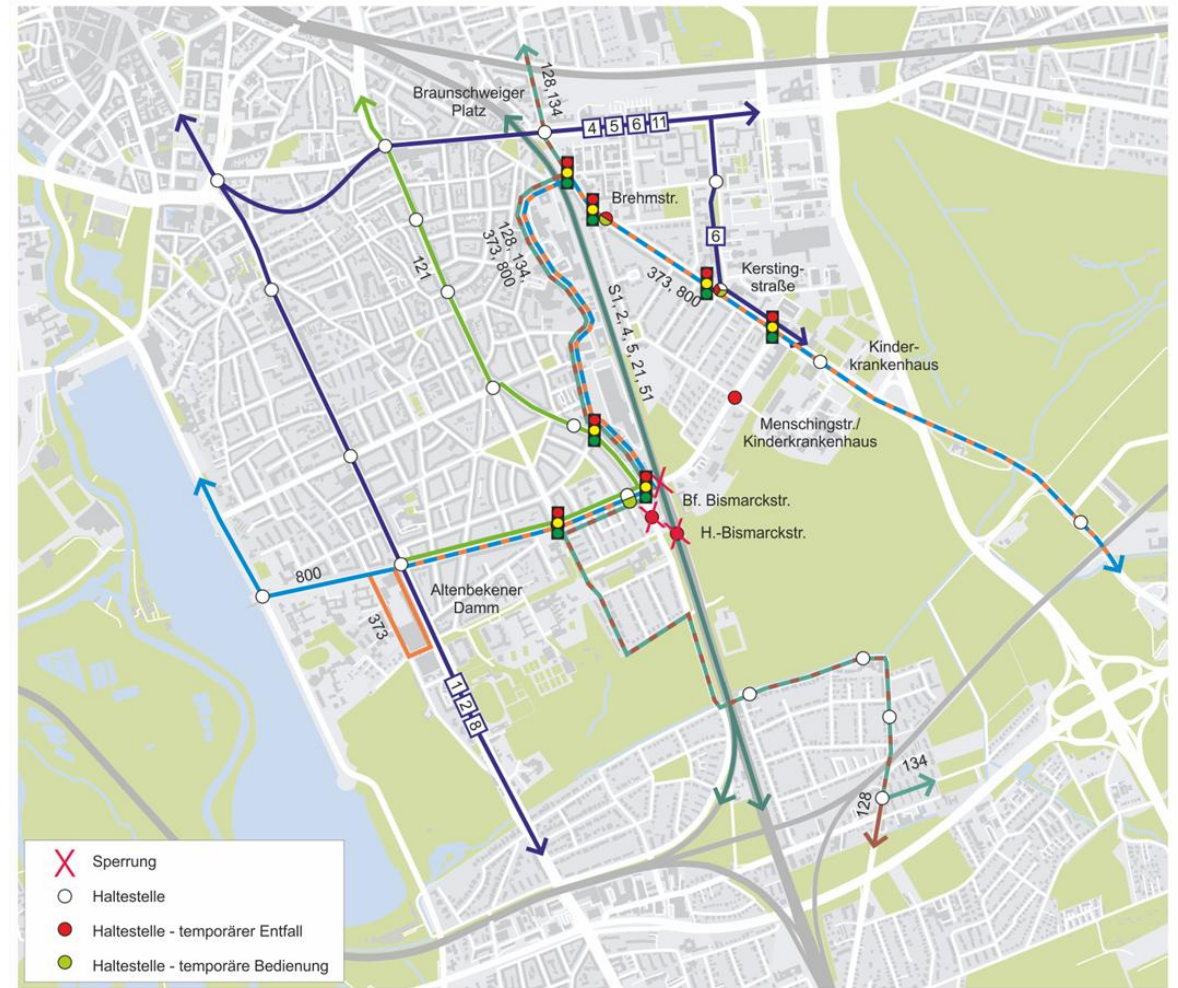 128,134
Braunschweiger
Platz
4 5 6 11
Brehmstr.
128, 134,
373, 800
6
121
373, 800
Kersting-
straße
S1, 2, 4, 5, 21, 51
Kinder-
krankenhaus
Menschingstr./
Kinderkrankenhaus
Bf. Bismarckstr.
H.-Bismarckstr.
800
Altenbekener
Damm
373
1 2 8
134
128
Sperrung
Haltestelle
Haltestelle - temporärer Entfall
Haltestelle - temporäre Bedienung